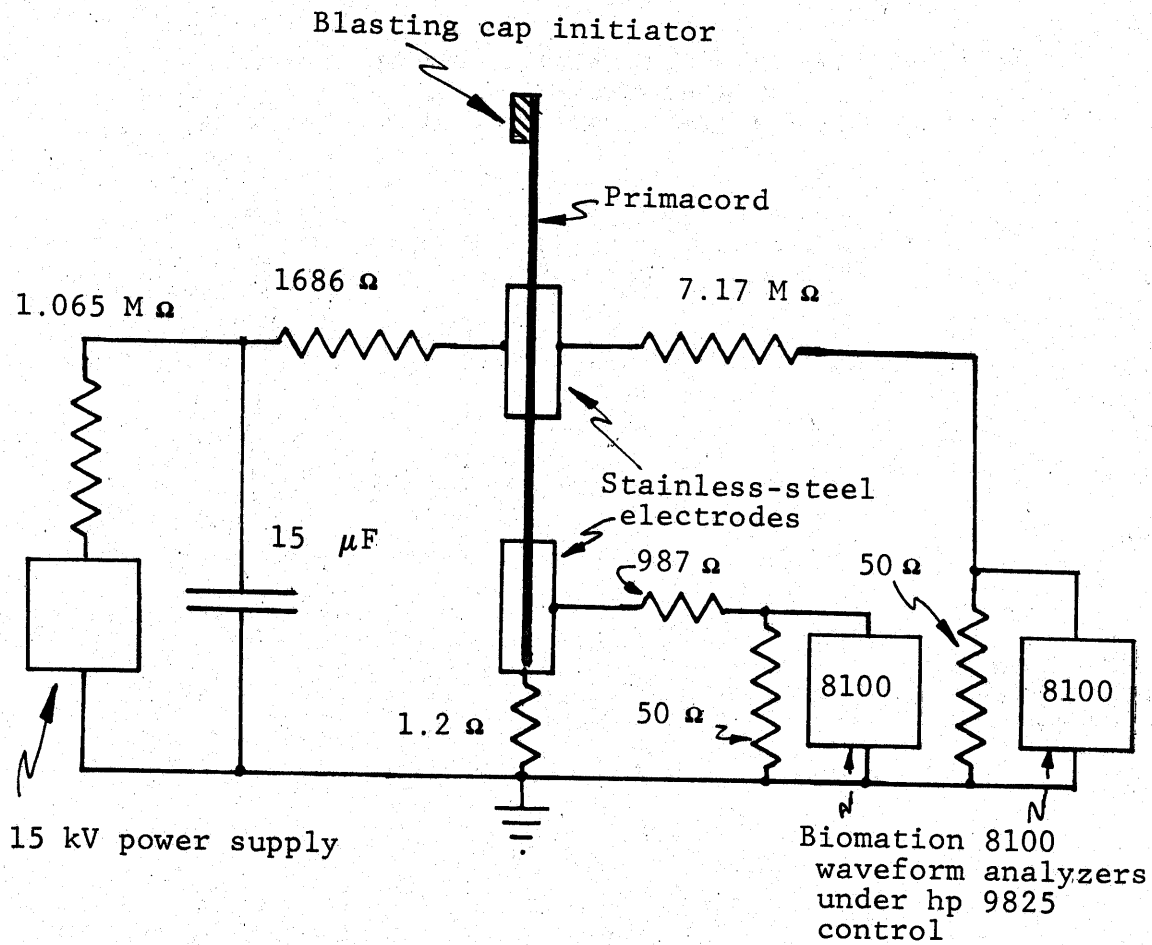 Blasting cap initiator
Primacord
1686 Ω
7.17 M Ω
1.065 M Ω
Stainless-steel
electrodes
15 μF
987 Ω
50 Ω
8100
8100
1.2 Ω
50 Ω
15 kV power supply
Biomation 8100
waveform analyzers
under hp 9825
control